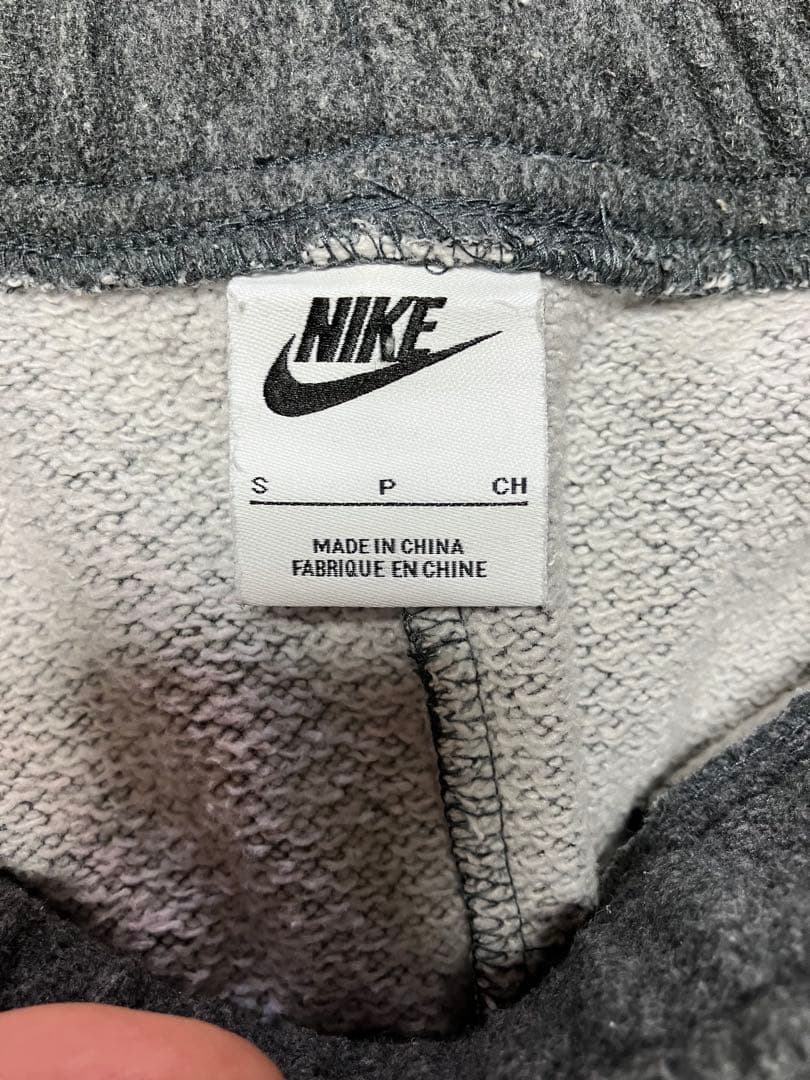 NIKE
S P CH
MADE IN CHINA
FABRIQUE EN CHINE